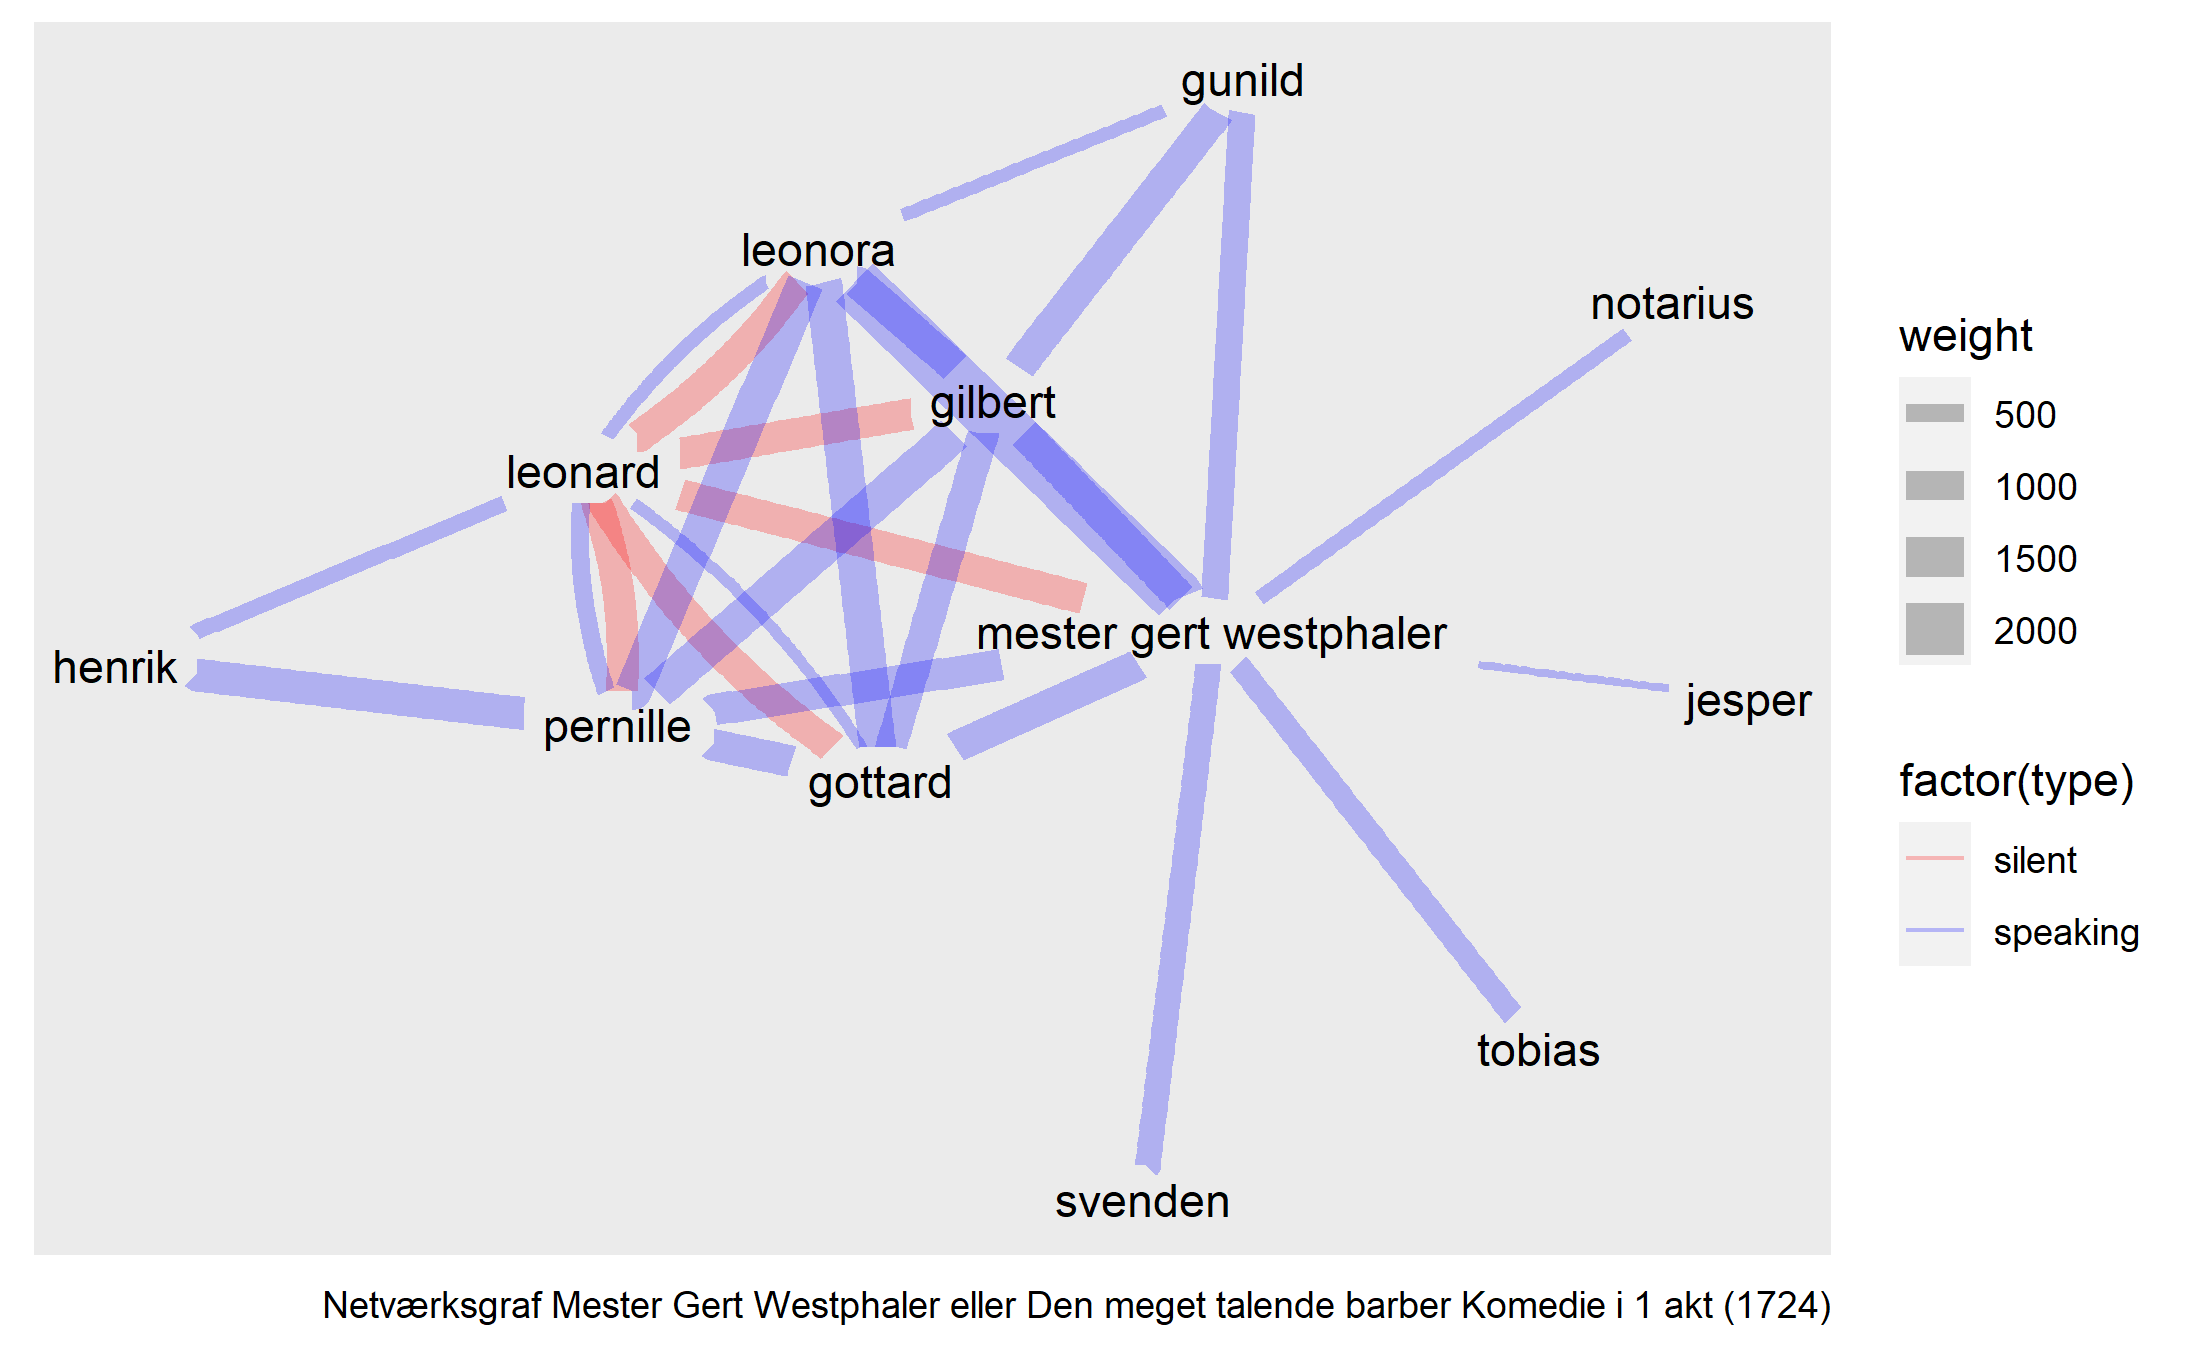 gunild
leonora
notarius
gilbert
leonard
mester gert westphaler
henrik
jesper
pernille
gottard
tobias
svenden
weight
500
1000
1500
2000
factor(type)
silent
speaking
Netværksgraf Mester Gert Westphaler eller Den meget talende barber Komedie i 1 akt (1724)